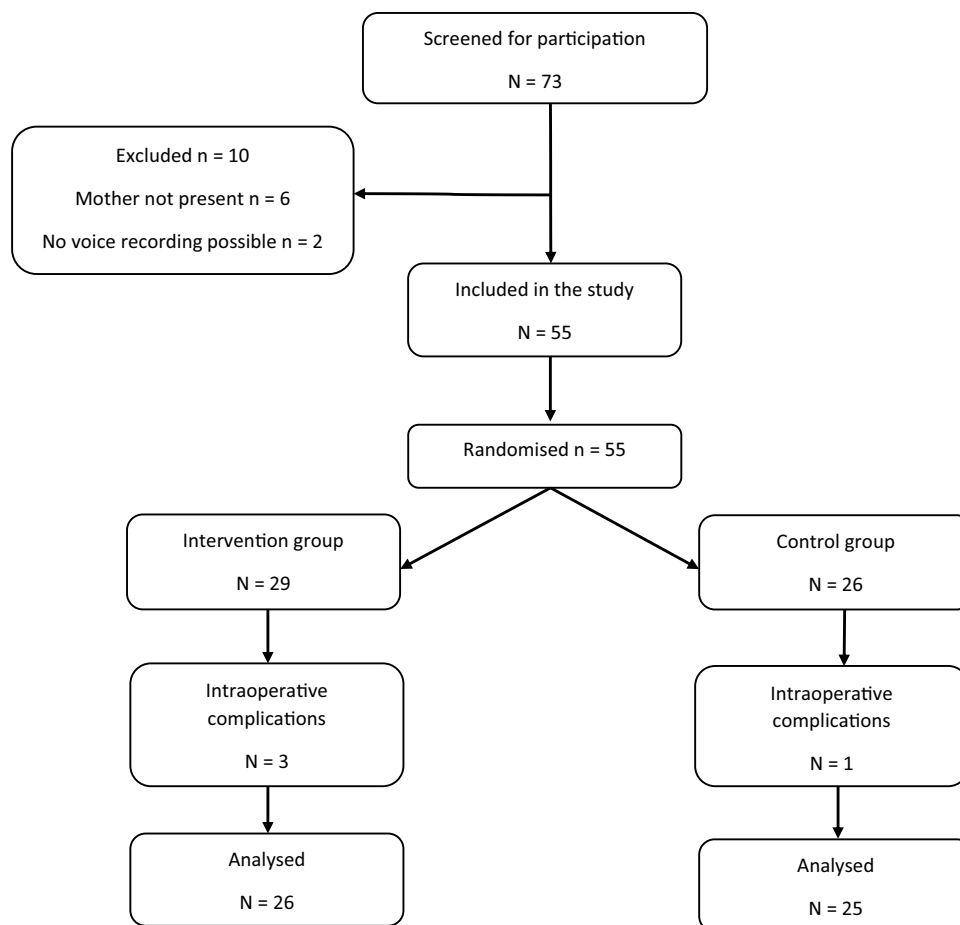 Screened for participation
N = 73
Excluded n = 10
Mother not present n = 6
No voice recording possible n = 2
Included in the study
N = 55
Randomised n = 55
Intervention group
N = 29
Control group
N = 26
Intraoperative
complications
N = 3
Intraoperative
complications
N = 1
Analysed
N = 26
Analysed
N = 25